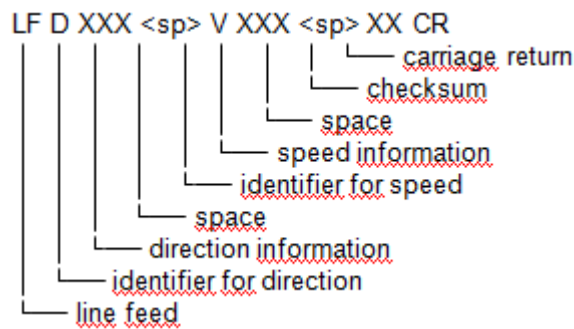 LF D XXX <sp> V XXX <sp> XX CR
carriage return
checksum
space
speed information
identifier for speed
space
direction information
identifier for direction
line feed